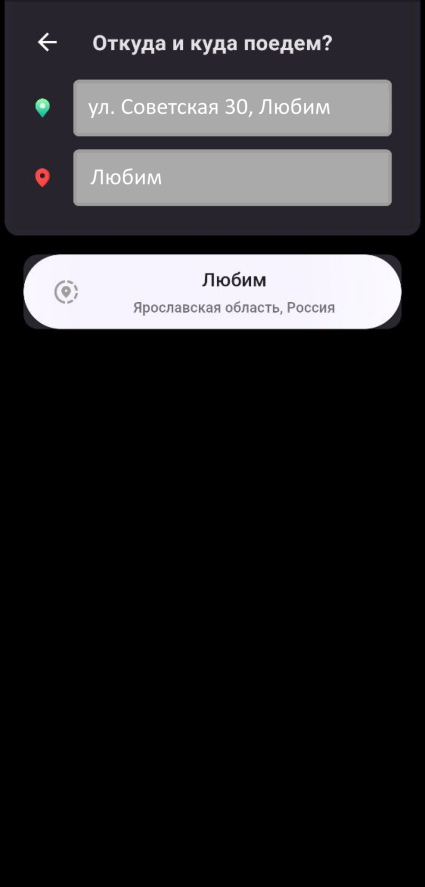 Откуда и куда поедем?
ул. Советская 30, Любим
Любим
Любим
Ярославская область, Россия